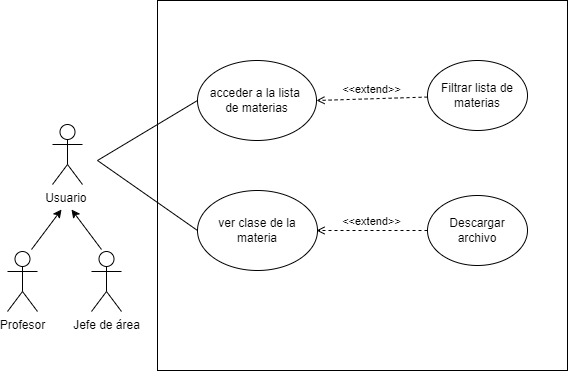 acceder a la lista
de materias
<<extend>>
Filtrar lista de
materias
Usuario
ver clase de la
materia
<<extend>>
Descargar
archivo
Profesor
Jefe de área